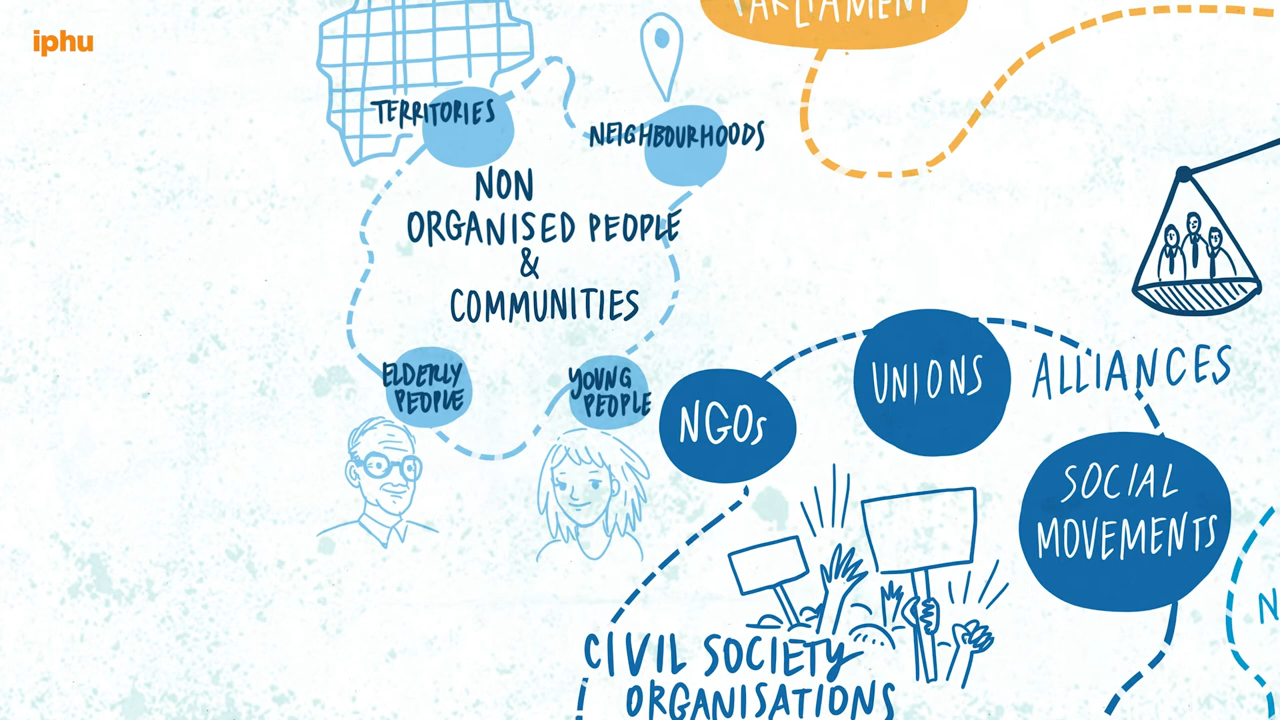 iphu
PARLIAMENT
TERRITORIES
NEIGHBOURHOODS
NON
ORGANISED PEOPLE
&
COMMUNITIES
ELDERLY
PEOPLE
YOUNG
PEOPLE
NGOs
UNIONS
ALLIANCES
SOCIAL
MOVEMENTS
N
CIVIL SOCIETY
ORGANISATIONS